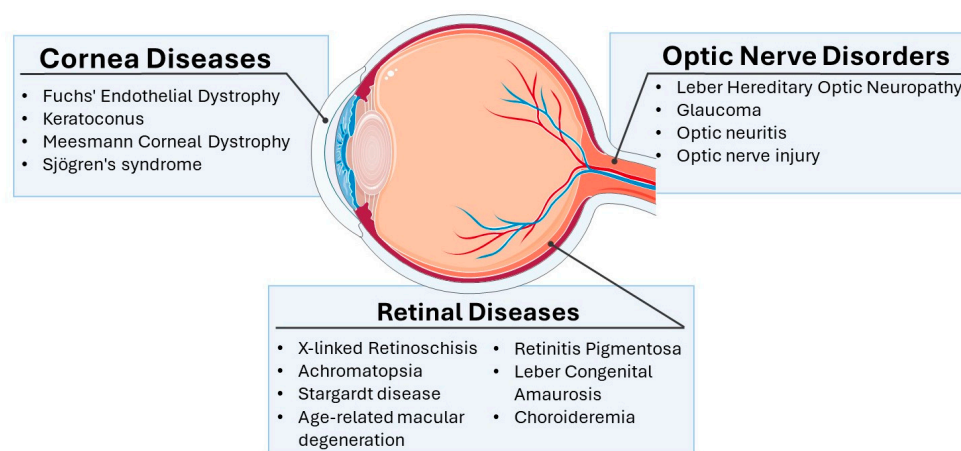 Cornea Diseases
• Fuchs' Endothelial Dystrophy
• Keratoconus
• Meesmann Corneal Dystrophy
• Sjögren's syndrome
Optic Nerve Disorders
• Leber Hereditary Optic Neuropathy
• Glaucoma
• Optic neuritis
• Optic nerve injury
Retinal Diseases
• X-linked Retinoschisis
• Achromatopsia
• Stargardt disease
• Age-related macular
degeneration
• Retinitis Pigmentosa
• Leber Congenital
Amaurosis
• Choroideremia